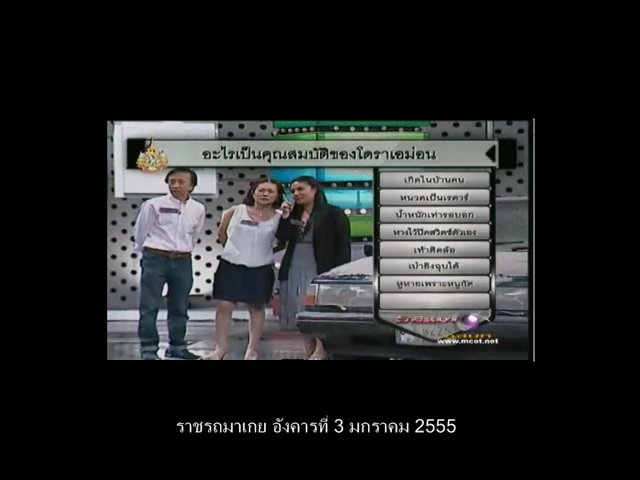 อะไรเป็นคุณสมบัติของโดราเอม่อน
เกิดในบ้านคน
หนวดเป็นเรดาร์
น้ำหนักเท่ารอบอก
หางไว้ปิดสวิตช์ตัวเอง
เท้าติดล้อ
เป่ายิงฉุบได้
หูหายเพราะหนูกัด
www.mcot.net
ราชรถมาเกย อังคารที่ 3 มกราคม 2555